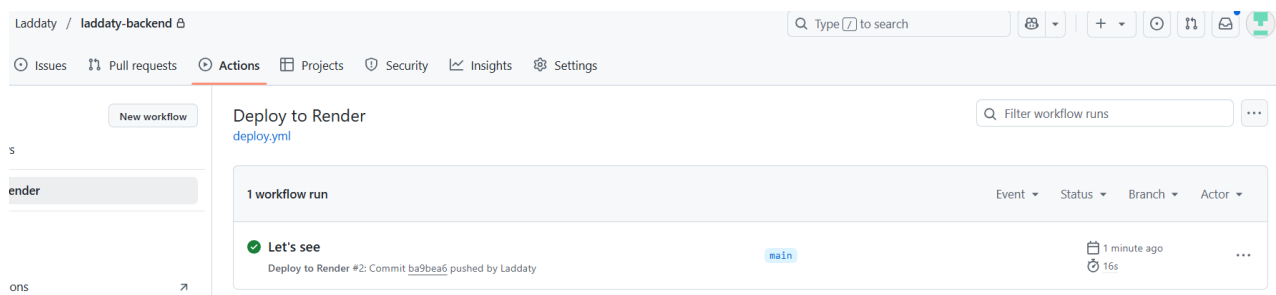 Laddaty / laddaty-backend
Type / to search
Issues Pull requests Actions Projects Security Insights Settings
New workflow
Deploy to Render
Filter workflow runs
deploy.yml
rs
ender
1 workflow run
Event Status Branch Actor
Let's see
main
1 minute ago
Deploy to Render #2: Commit ba9bea6 pushed by Laddaty
16s
ons